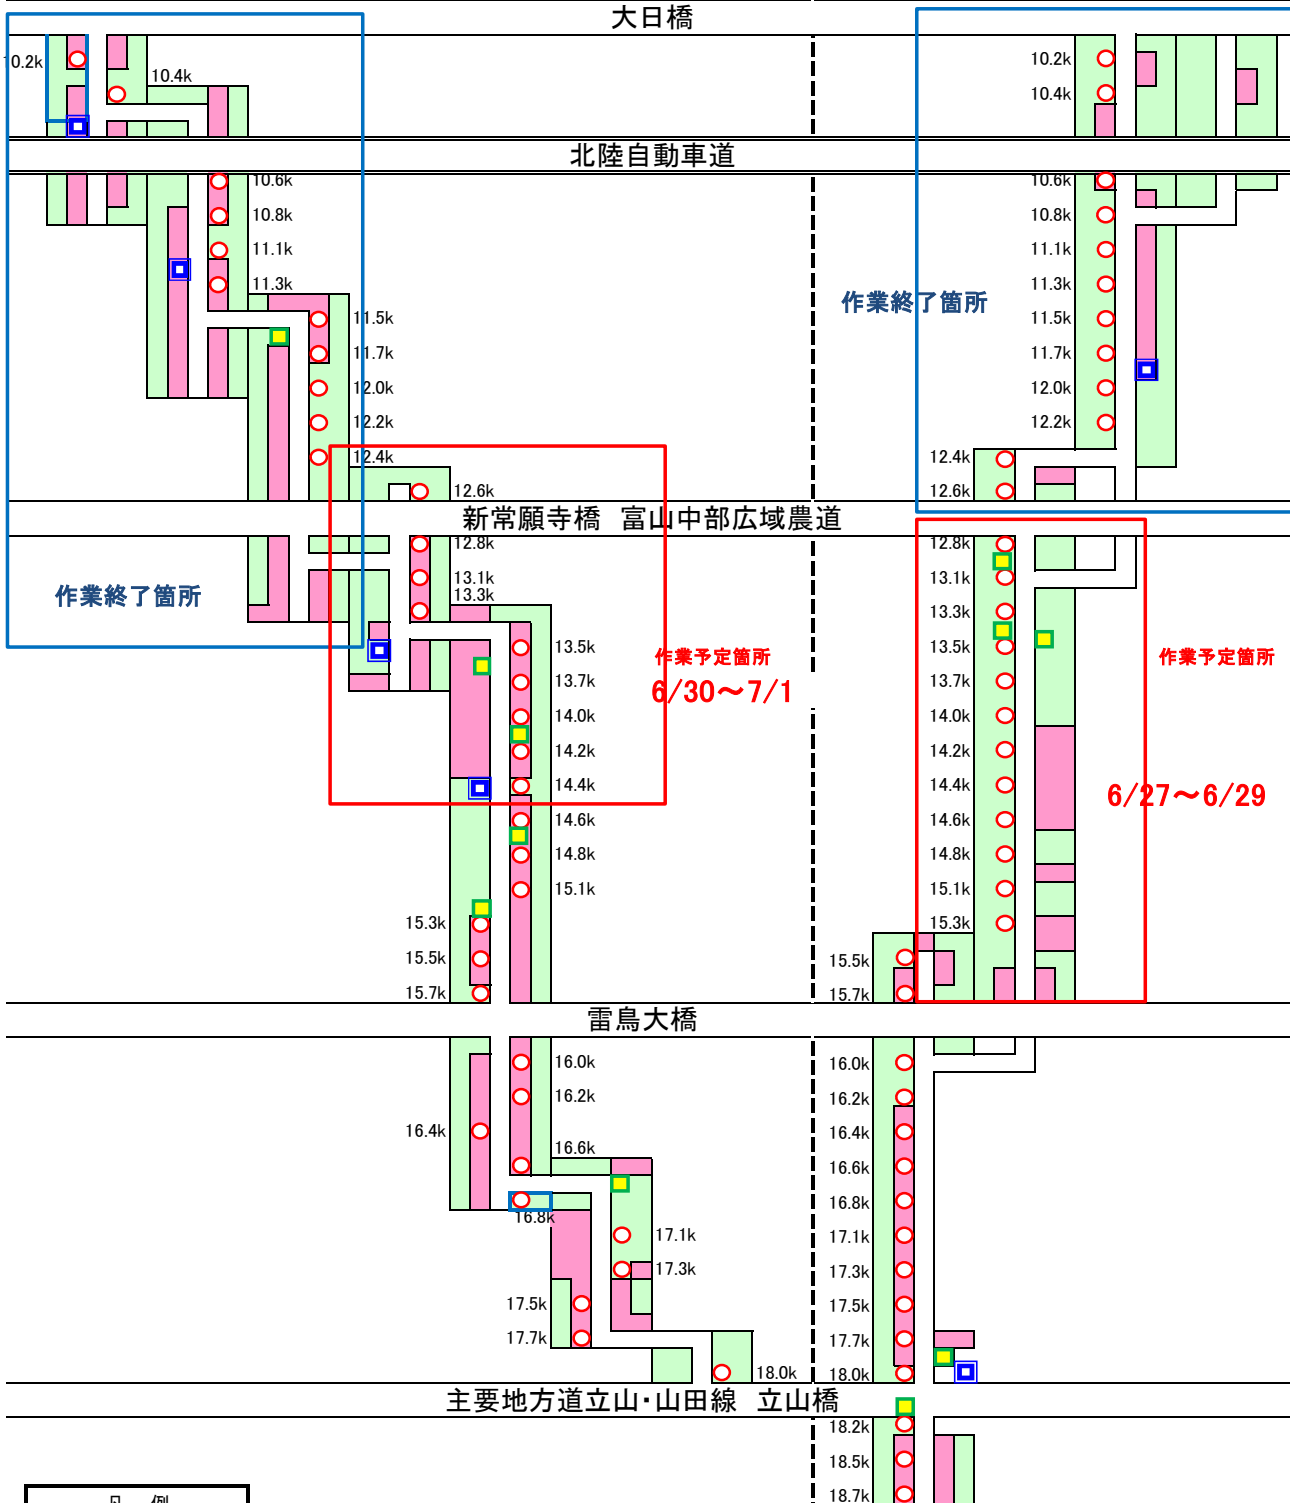 大日橋
10.2k
10.4k
10.2k
10.4k
北陸自動車道
10.6k
10.8k
11.1k
11.3k
11.5k
11.7k
12.0k
12.2k
12.4k
12.6k
作業終了箇所
10.6k
10.8k
11.1k
11.3k
11.5k
11.7k
12.0k
12.2k
12.4k
12.6k
新常願寺橋 富山中部広域農道
作業終了箇所
12.8k
13.1k
13.3k
13.5k
13.7k
14.0k
14.2k
14.4k
14.6k
14.8k
15.1k
15.3k
15.5k
15.7k
作業予定箇所
6/30～7/1
12.8k
13.1k
13.3k
13.5k
13.7k
14.0k
14.2k
14.4k
14.6k
14.8k
15.1k
15.3k
15.5k
15.7k
作業予定箇所
6/27～6/29
雷鳥大橋
16.0k
16.2k
16.4k
16.6k
16.8k
17.1k
17.3k
17.5k
17.7k
18.0k
16.0k
16.2k
16.4k
16.6k
16.8k
17.1k
17.3k
17.5k
17.7k
18.0k
主要地方道立山・山田線 立山橋
18.2k
18.5k
18.7k
凡 例